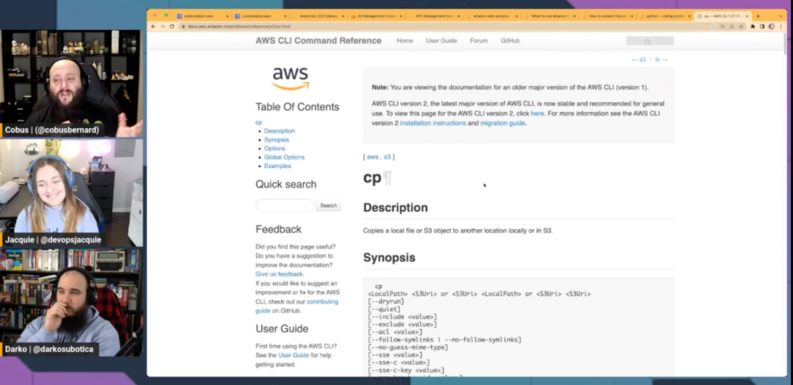 docs.aws.amazon.com/cli/latest/reference/s3/cp.html
AWS CLI Command Reference
Home
User Guide
Forum
GitHub
← s3 / ls →
aws
Table Of Contents
cp
Description
Synopsis
Options
Global Options
Examples
Quick search
Search
Feedback
Did you find this page useful?
Do you have a suggestion to
improve the documentation?
Give us feedback.
If you would like to suggest an
improvement or fix for the AWS
CLI, check out our contributing
guide on GitHub.
User Guide
First time using the AWS CLI?
See the User Guide for help
getting started.
Note: You are viewing the documentation for an older major version of the AWS CLI (version 1).
AWS CLI version 2, the latest major version of AWS CLI, is now stable and recommended for general
use. To view this page for the AWS CLI version 2, click here. For more information see the AWS
CLI version 2 installation instructions and migration guide.
[ aws . s3 ]
cp¶
Description
Copies a local file or S3 object to another location locally or in S3.
Synopsis
cp
<LocalPath> <S3Uri> or <S3Uri> <LocalPath> or <S3Uri> <S3Uri>
[--dryrun]
[--quiet]
[--include <value>]
[--exclude <value>]
[--acl <value>]
[--follow-symlinks | --no-follow-symlinks]
[--no-guess-mime-type]
[--sse <value>]
[--sse-c <value>]
[--sse-c-key <value>]
Cobus | (@cobusbernard)
Jacquie | @devopsjacquie
Darko | @darkosubotica